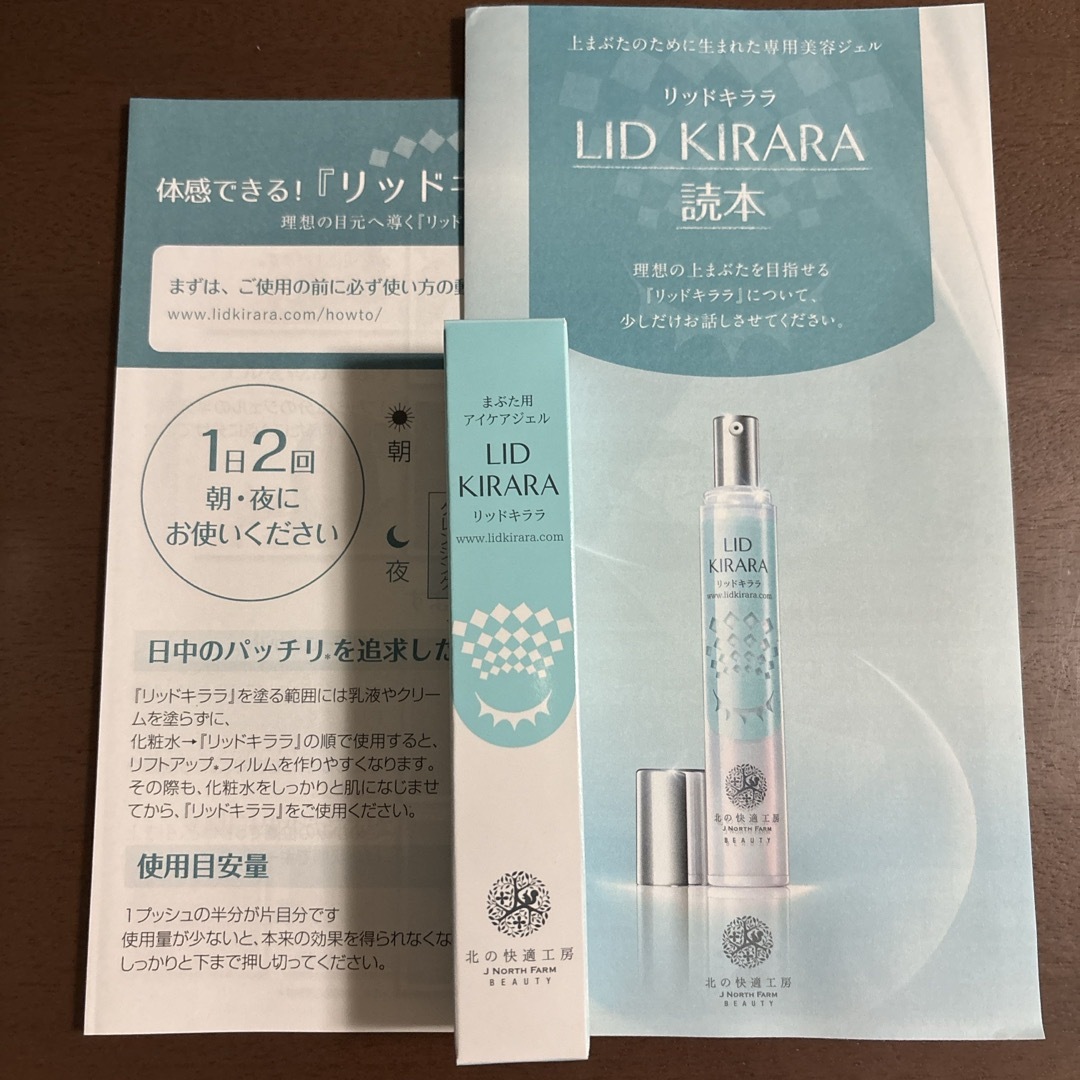 上まぶたのために生まれた専用美容ジェル
リッドキララ
LID KIRARA
読本
理想の上まぶたを目指せる
『リッドキララ』について、
少しだけお話しさせてください。
LID
KIRARA
リッドキララ
www.lidkirara.com
北の快適工房
J NORTH FARM
BEAUTY
北の快適工房
J NORTH FARM
BEAUTY
体感できる!『リッドキ
理想の目元へ導く『リッド
まずは、ご使用の前に必ず使い方の動
www.lidkirara.com/howto/
1日2回
朝・夜に
お使いください
朝
夜
日中のパッチリ*を追求した
『リッドキララ』を塗る範囲には乳液やクリー
ムを塗らずに、
化粧水→『リッドキララ』の順で使用すると、
リフトアップ*フィルムを作りやすくなります。
その際も、化粧水をしっかりと肌になじませ
てから、『リッドキララ』をご使用ください。
使用目安量
1プッシュの半分が片目分です
使用量が少ないと、本来の効果を得られなくな
しっかりと下まで押し切ってください。
まぶた用
アイケアジェル
LID
KIRARA
リッドキララ
www.lidkirara.com
北の快適工房
J NORTH FARM
BEAUTY